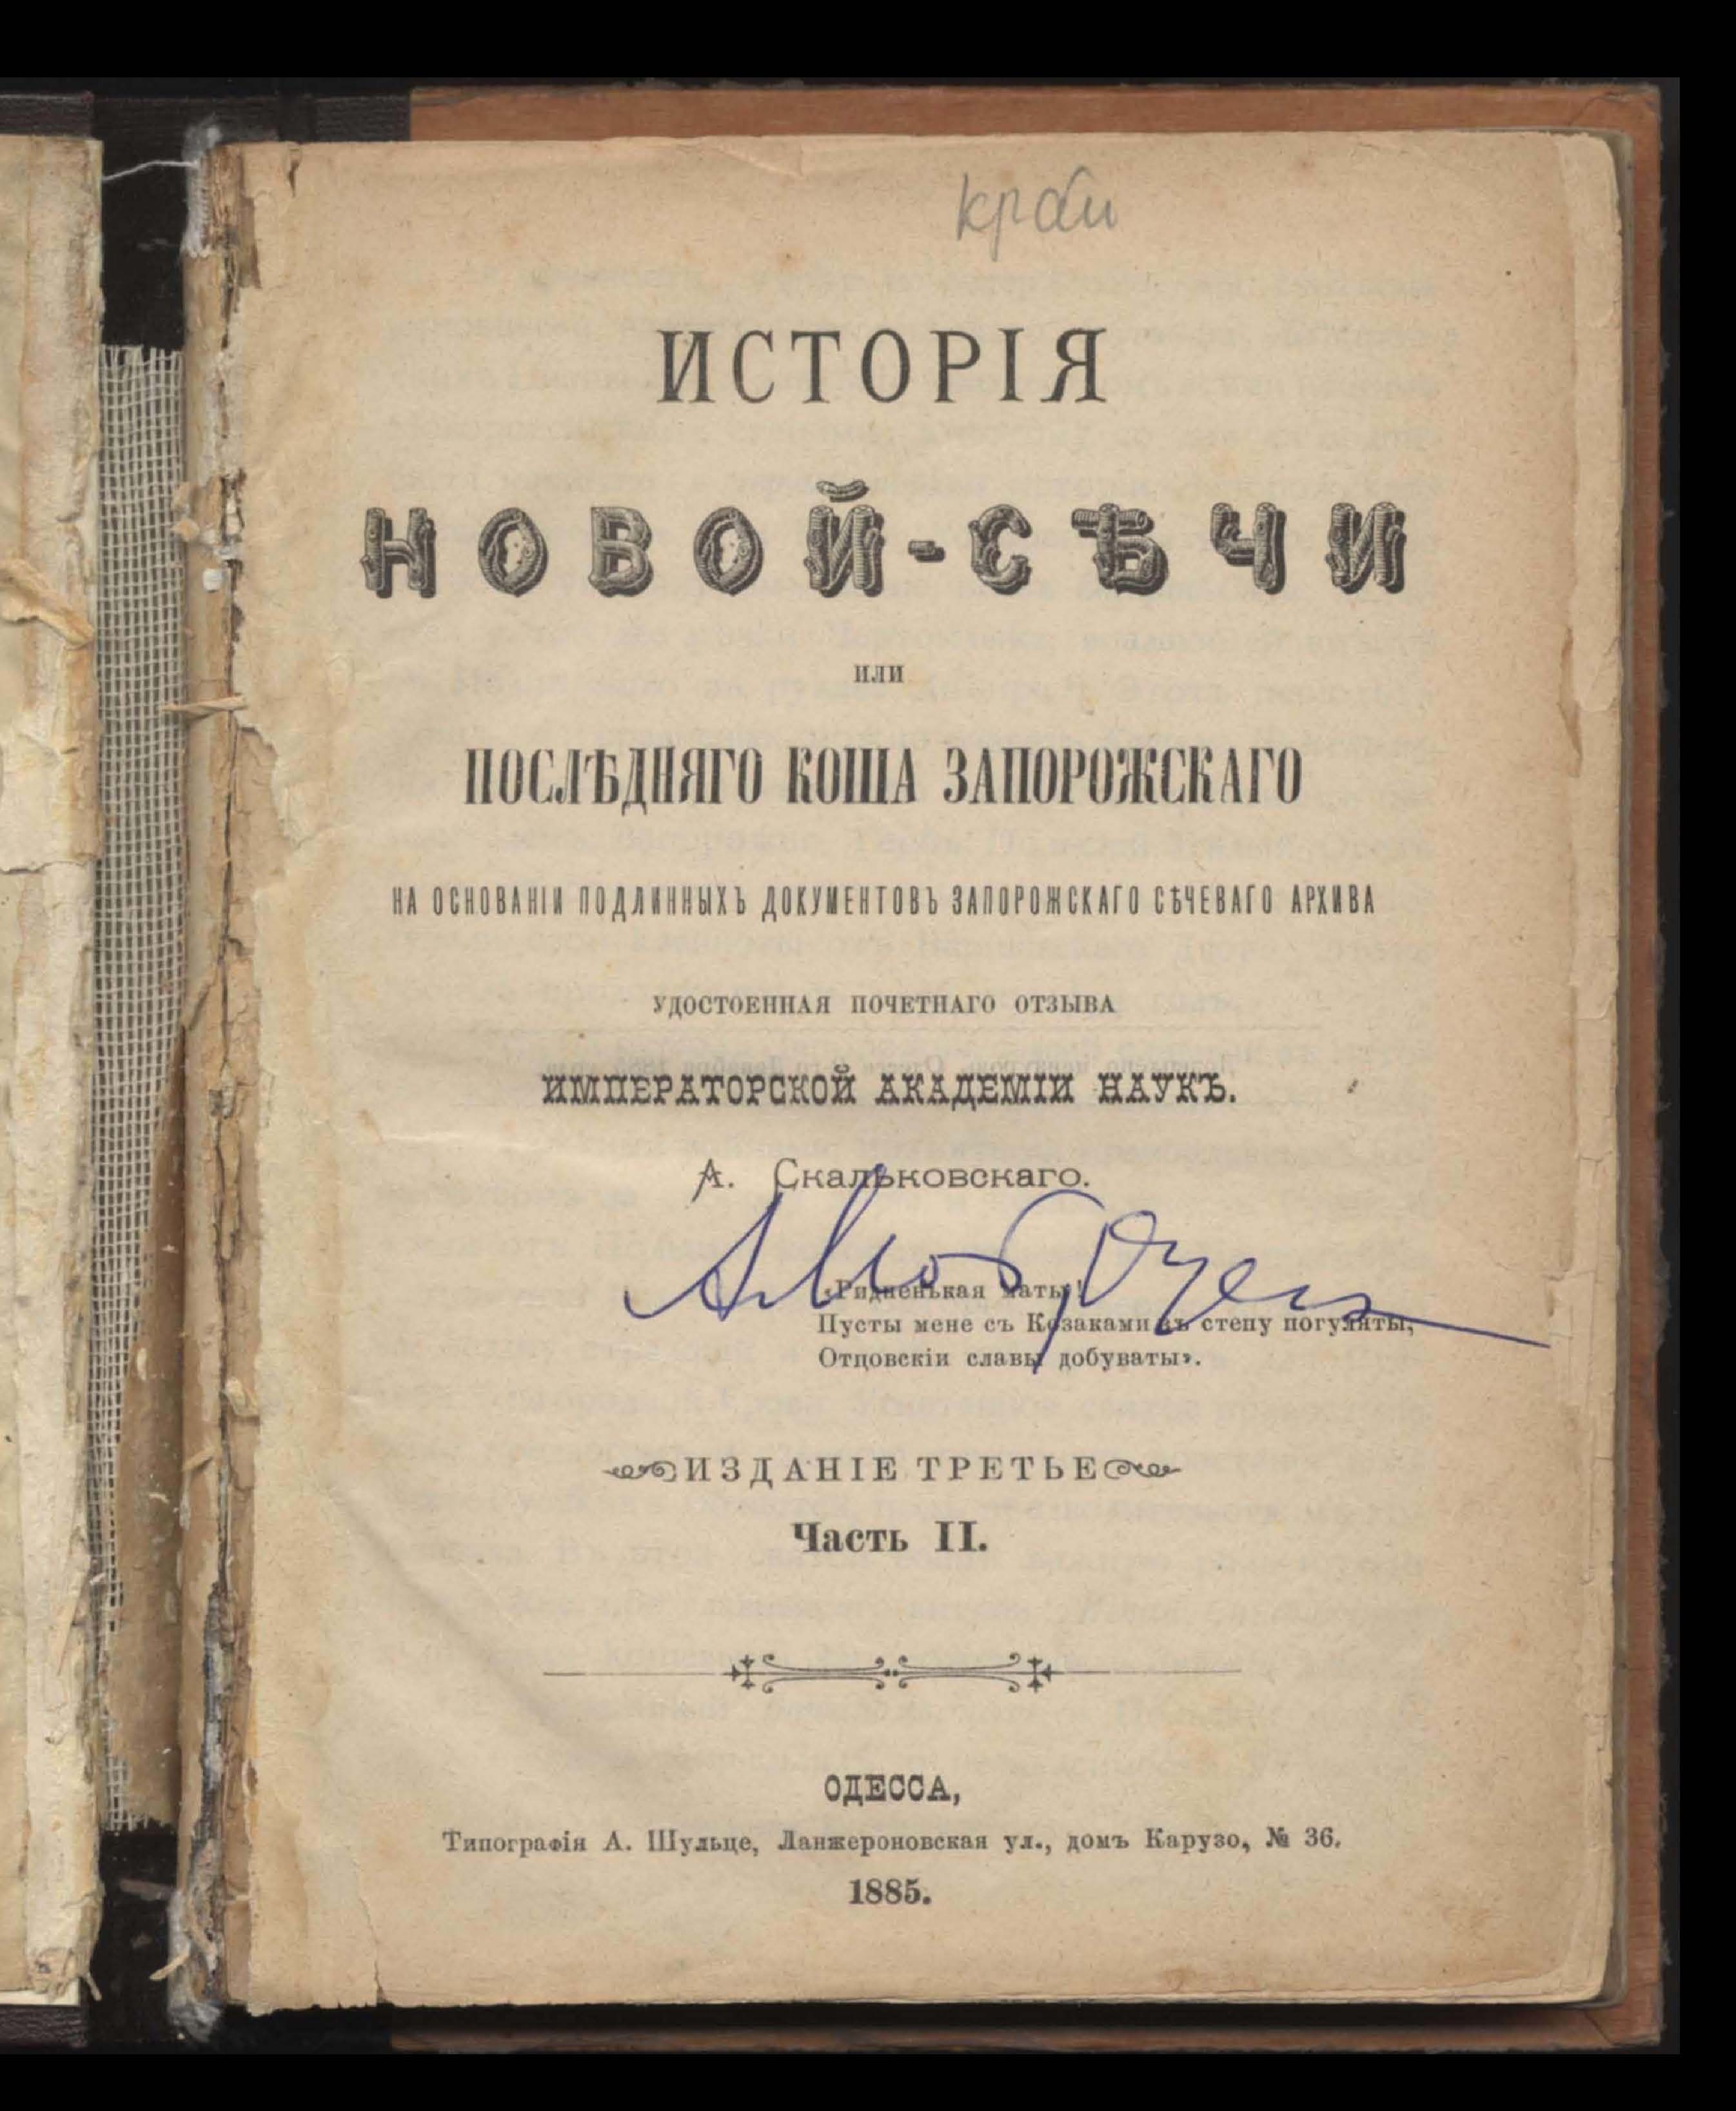 ИСТОРІЯ
НОВОЙ-СѢЧИ
ИЛИ
ПОСЛѢДНЯГО КОША ЗАПОРОЖСКАГО
НА ОСНОВАНІИ ПОДЛИННЫХЪ ДОКУМЕНТОВЪ ЗАПОРОЖСКАГО СѢЧЕВАГО АРХИВА
УДОСТОЕННАЯ ПОЧЕТНАГО ОТЗЫВА
ИМПЕРАТОРСКОЙ АКАДЕМІИ НАУКЪ.
А. Скальковскаго.
«Ридненькая маты!
Пусты мене съ Козаками въ степу погуляты,
Отцовскіи славы добуваты».
ИЗДАНІЕ ТРЕТЬЕ
Часть II.
ОДЕССА,
Типографія А. Шульце, Ланжероновская ул., домъ Карузо, № 36.
1885.